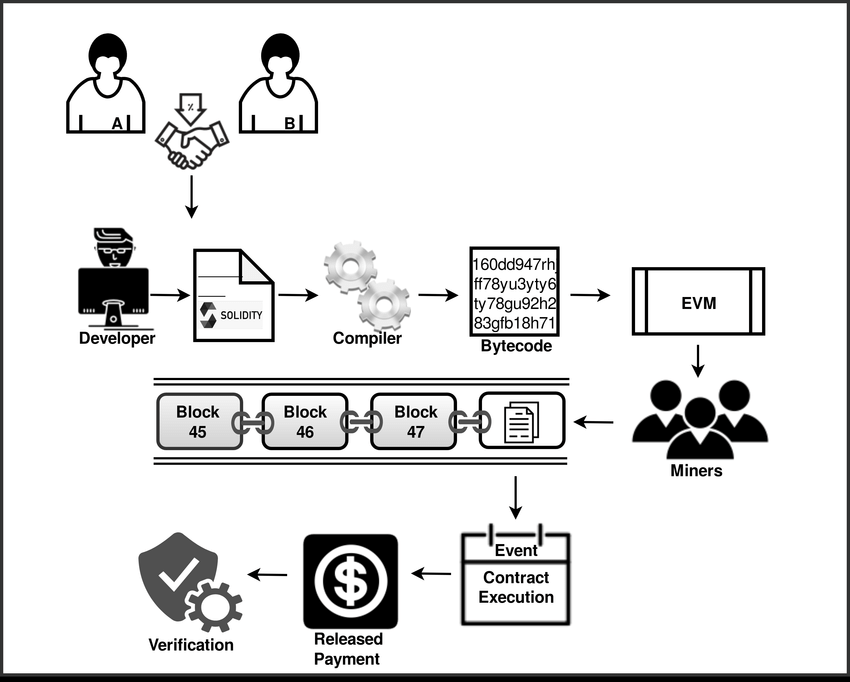 A
B
%
SOLIDITY
160dd947rh
ff78yu3yty6
ty78gu92h2
83gfb18h71
EVM
Developer
Compiler
Bytecode
Block
45
Block
46
Block
47
Miners
Event
Contract
Execution
$
Verification
Released
Payment